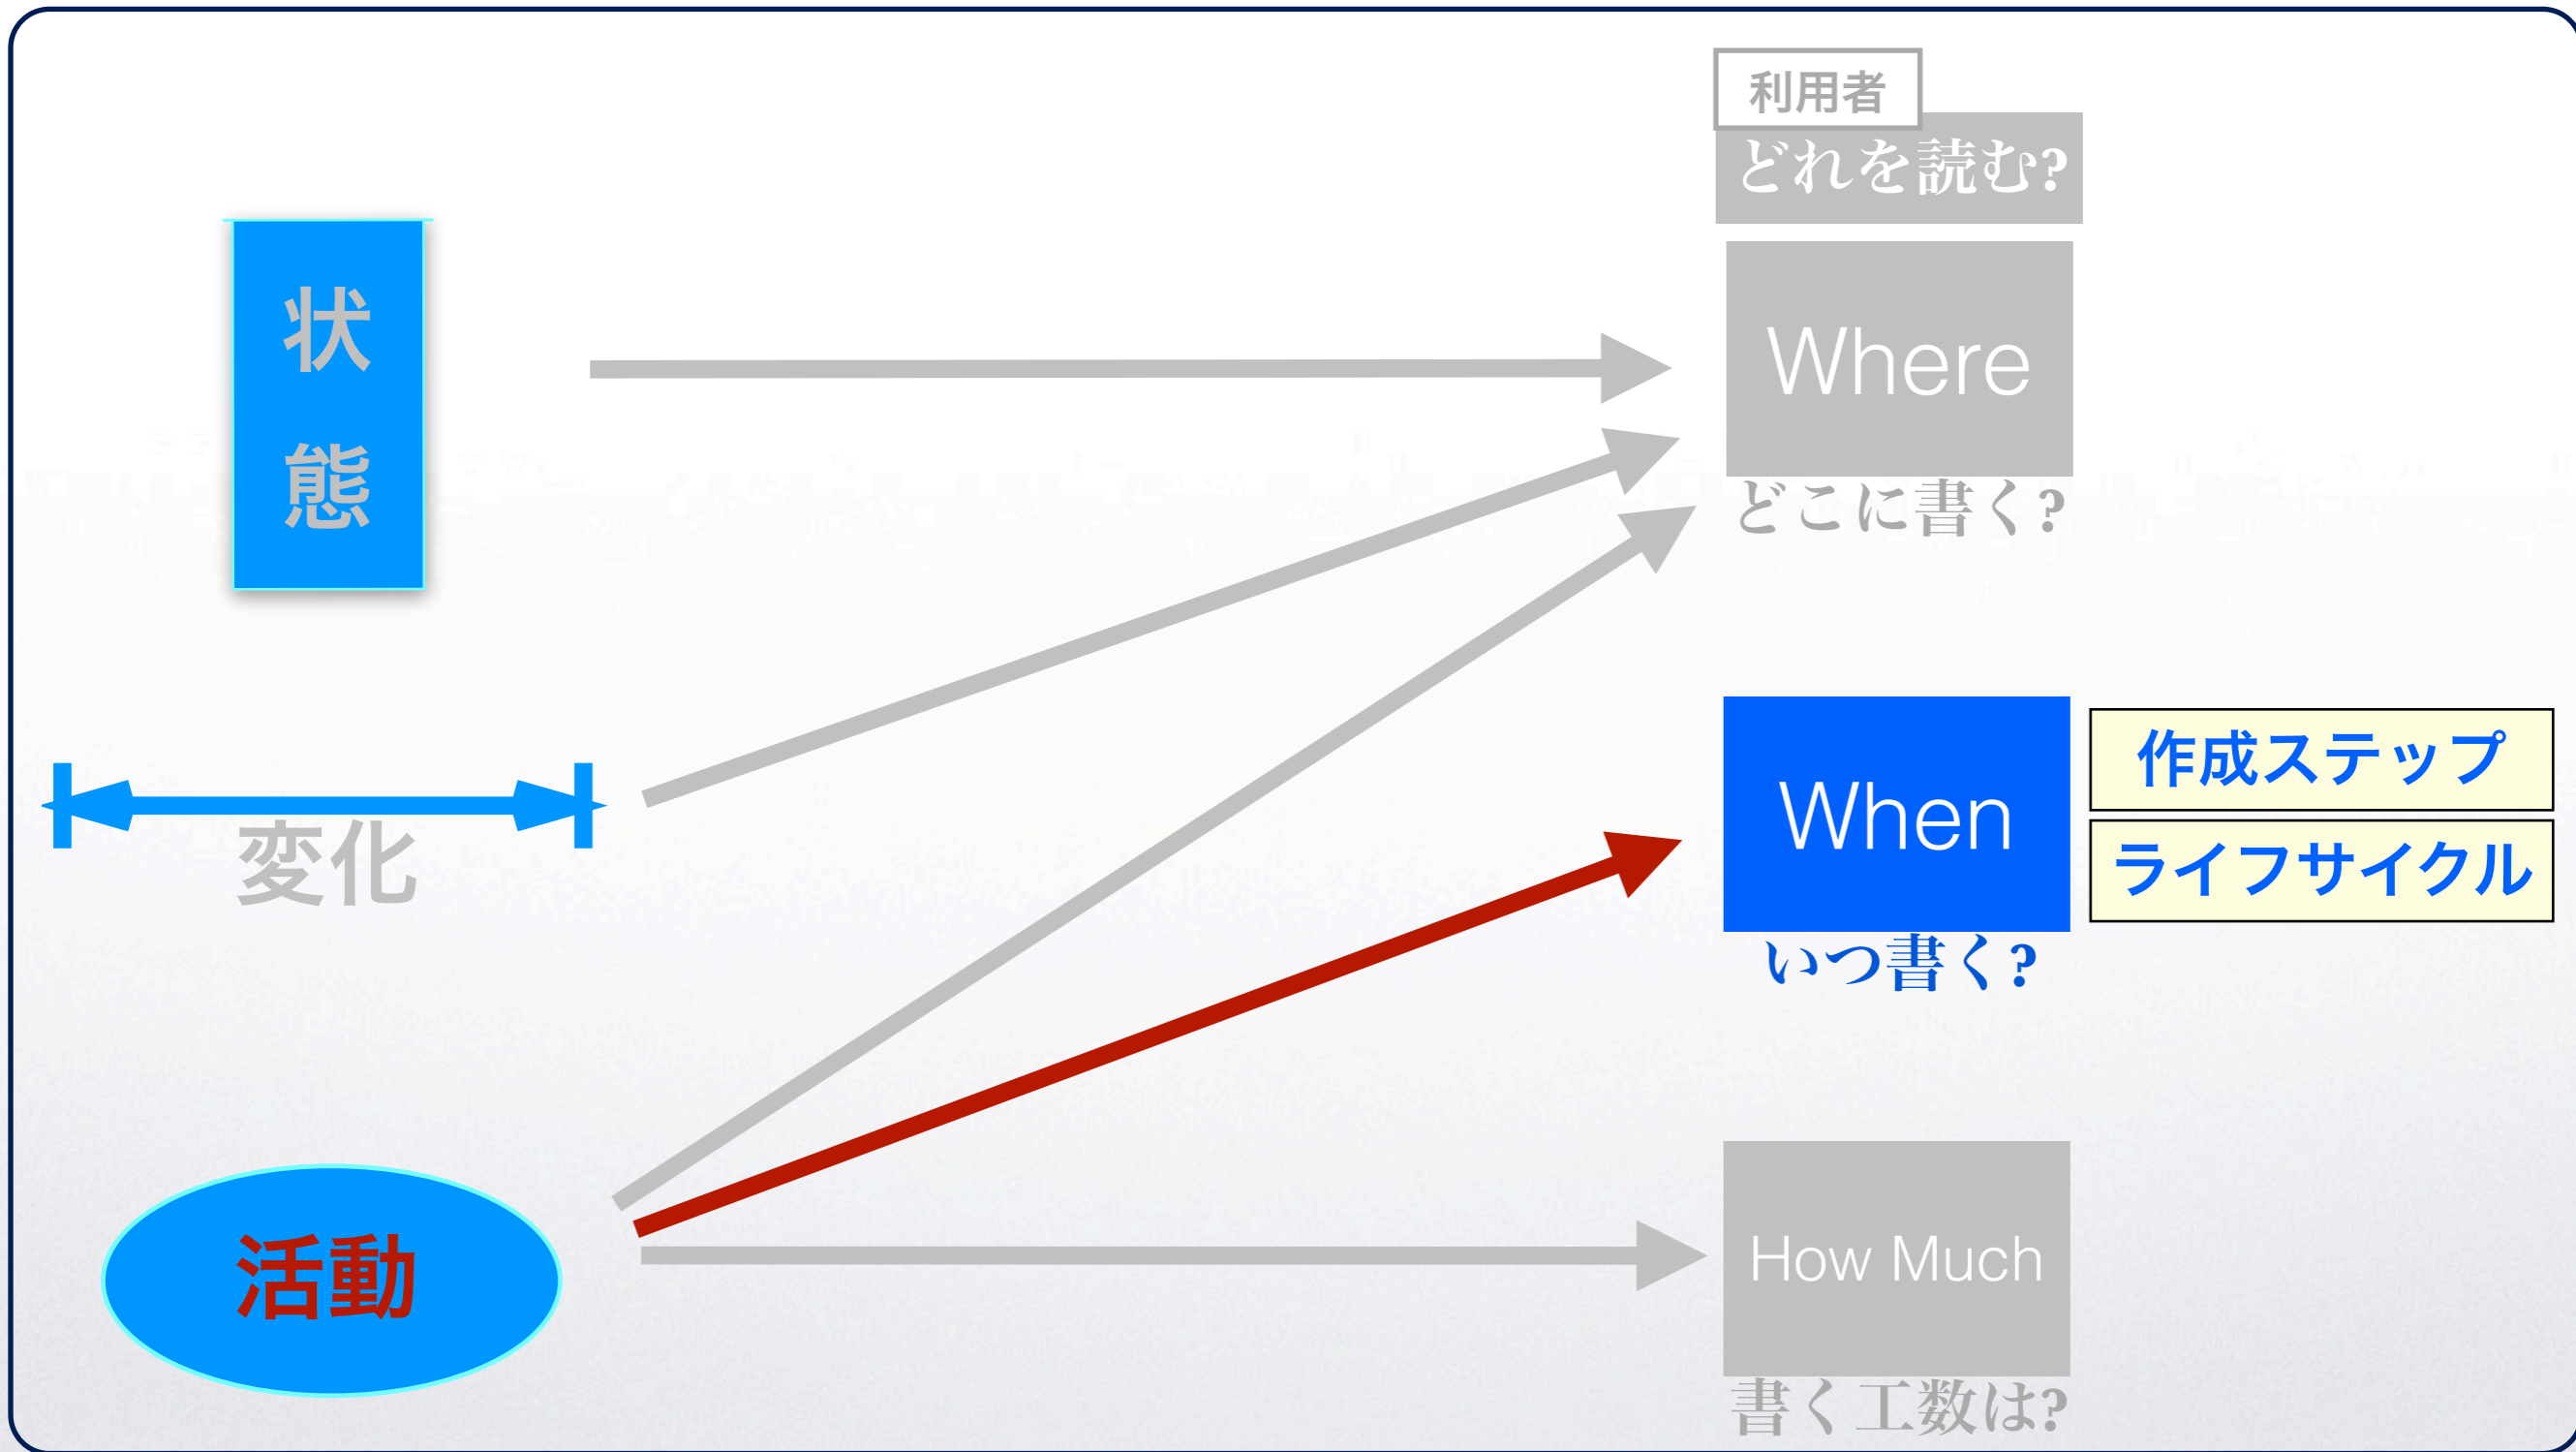 状
態
変化
活動
利用者
どれを読む?
Where
どこに書く?
When
作成ステップ
ライフサイクル
いつ書く?
How Much
書く工数は?